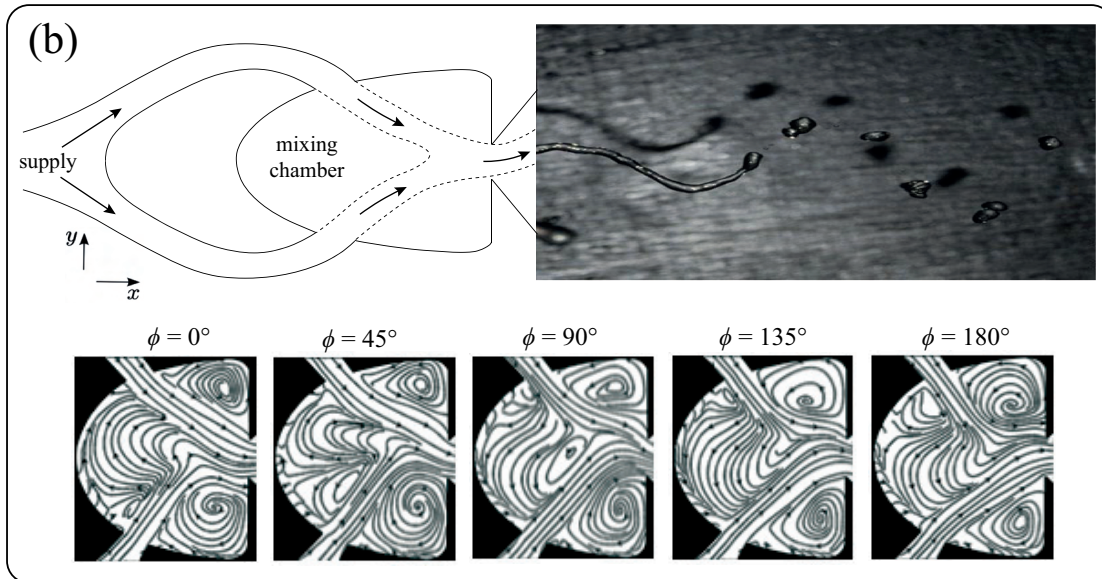 (b)
supply
mixing
chamber
y
x
ϕ = 0°
ϕ = 45°
ϕ = 90°
ϕ = 135°
ϕ = 180°